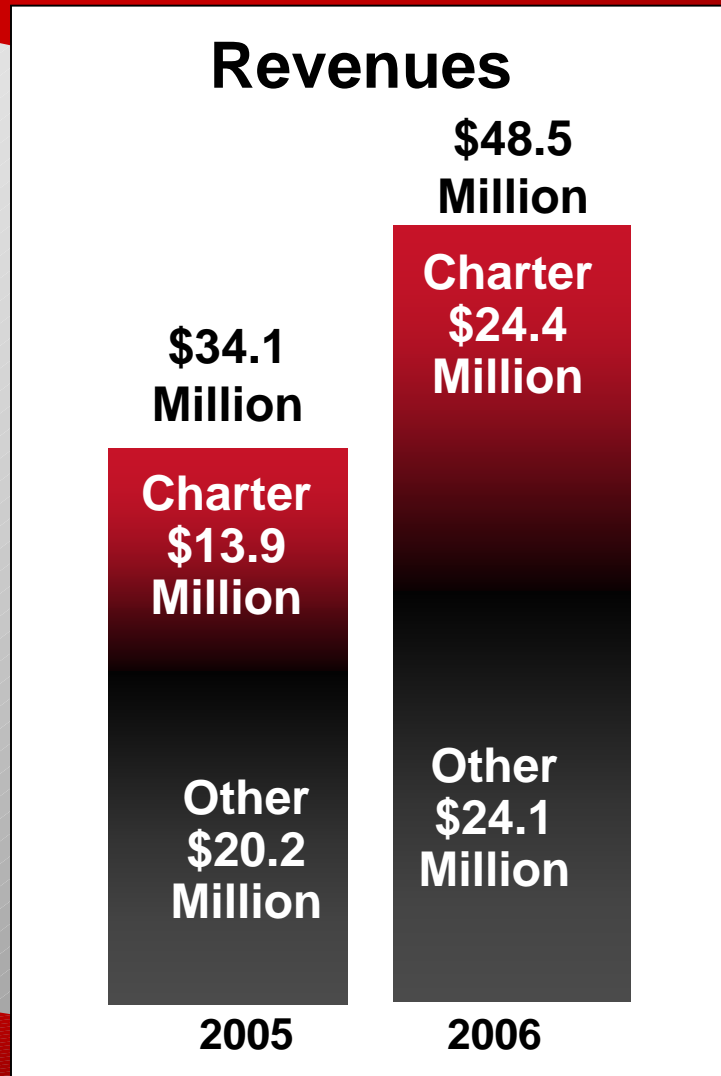 Revenues
$48.5
Million
Charter
$24.4
Million
$34.1
Million
Charter
$13.9
Million
Other
$24.1
Million
Other
$20.2
Million
2005 2006